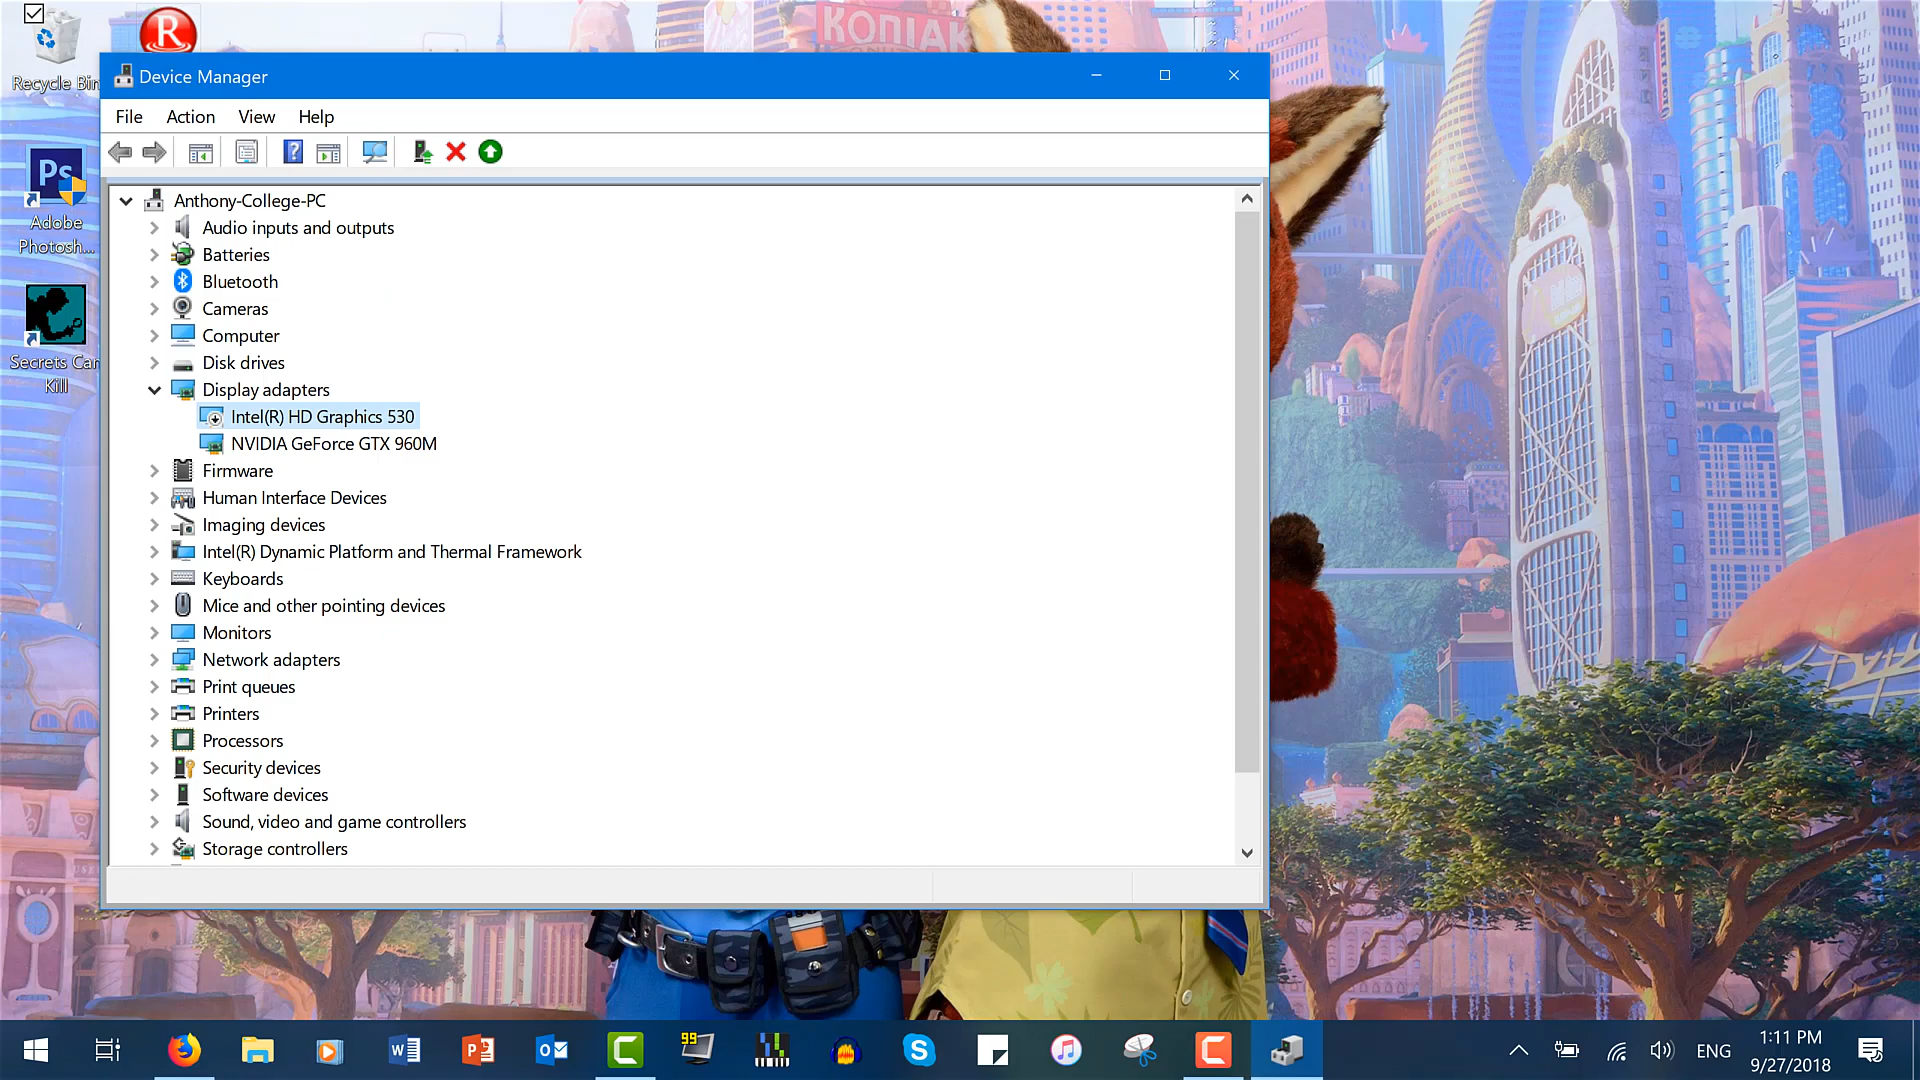 KONIAK
R
Recycle Bin
Device Manager
File Action View Help
Ps
Adobe
Photosh...
Secrets Can
Kill
Anthony-College-PC
Audio inputs and outputs
Batteries
Bluetooth
Cameras
Computer
Disk drives
Display adapters
Intel(R) HD Graphics 530
NVIDIA GeForce GTX 960M
Firmware
Human Interface Devices
Imaging devices
Intel(R) Dynamic Platform and Thermal Framework
Keyboards
Mice and other pointing devices
Monitors
Network adapters
Print queues
Printers
Processors
Security devices
Software devices
Sound, video and game controllers
Storage controllers
99
ENG
1:11 PM
9/27/2018